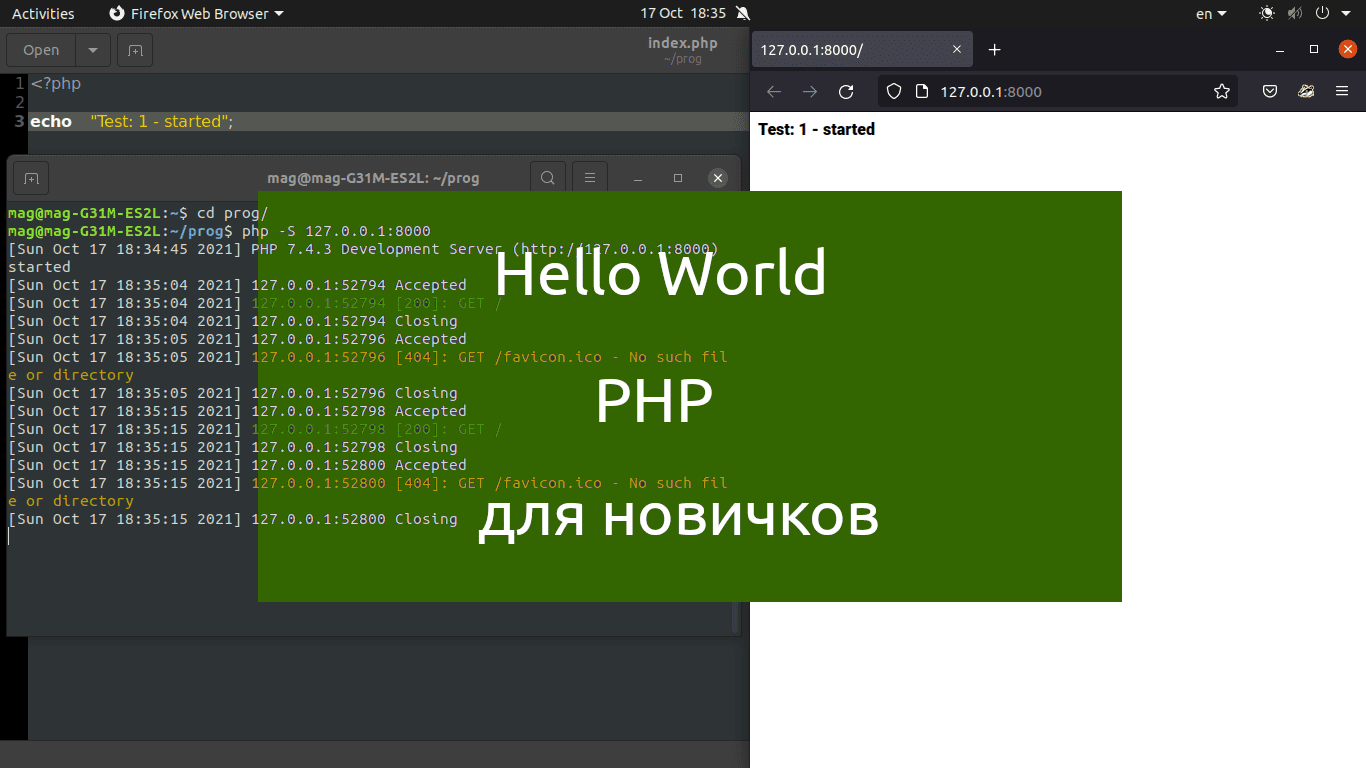 Activities Firefox Web Browser 17 Oct 18:35 en
Open index.php
~/prog
127.0.0.1:8000/
127.0.0.1:8000
1 <?php
2
3 echo "Test: 1 - started";
Test: 1 - started
mag@mag-G31M-ES2L: ~/prog
mag@mag-G31M-ES2L:~$ cd prog/
mag@mag-G31M-ES2L:~/prog$ php -S 127.0.0.1:8000
[Sun Oct 17 18:34:45 2021] PHP 7.4.3 Development Server (http://127.0.0.1:8000)
started
[Sun Oct 17 18:35:04 2021] 127.0.0.1:52794 Accepted
[Sun Oct 17 18:35:04 2021] 127.0.0.1:52794 [200]: GET /
[Sun Oct 17 18:35:04 2021] 127.0.0.1:52794 Closing
[Sun Oct 17 18:35:05 2021] 127.0.0.1:52796 Accepted
[Sun Oct 17 18:35:05 2021] 127.0.0.1:52796 [404]: GET /favicon.ico - No such fil
e or directory
[Sun Oct 17 18:35:05 2021] 127.0.0.1:52796 Closing
[Sun Oct 17 18:35:15 2021] 127.0.0.1:52798 Accepted
[Sun Oct 17 18:35:15 2021] 127.0.0.1:52798 [200]: GET /
[Sun Oct 17 18:35:15 2021] 127.0.0.1:52798 Closing
[Sun Oct 17 18:35:15 2021] 127.0.0.1:52800 Accepted
[Sun Oct 17 18:35:15 2021] 127.0.0.1:52800 [404]: GET /favicon.ico - No such fil
e or directory
[Sun Oct 17 18:35:15 2021] 127.0.0.1:52800 Closing
Hello World
PHP
для новичков